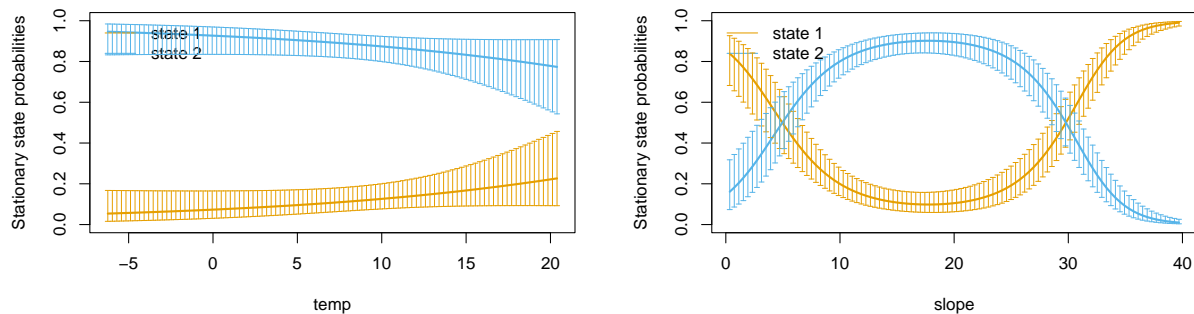 Stationary state probabilities
0.0 0.2 0.4 0.6 0.8 1.0
state 1
state 2
−5 0 5 10 15 20
temp
Stationary state probabilities
0.0 0.2 0.4 0.6 0.8 1.0
state 1
state 2
0 10 20 30 40
slope